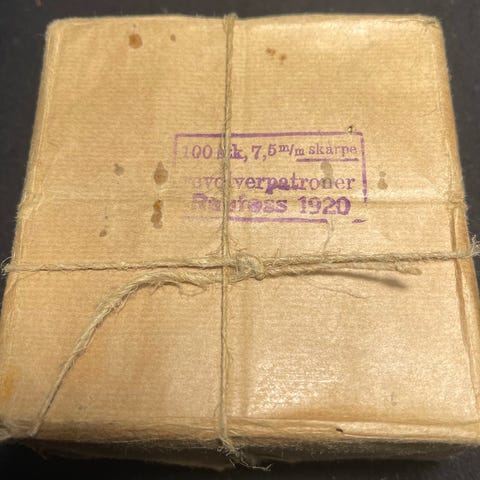 100 stk, 7,5 m/m skarpe
revolverpatroner
Raufoss 1920